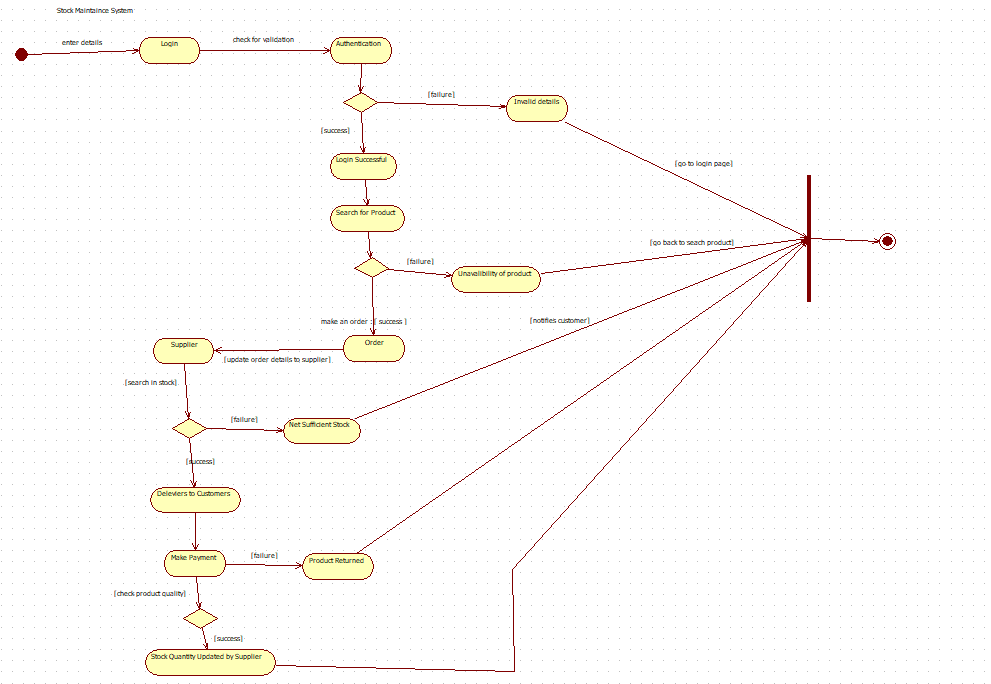 Stock Maintaince System
enter details
Login
check for validation
Authentication
[failure]
Invalid details
[success]
[go to login page]
Login Successful
Search for Product
[go back to seach product]
[failure]
Unavalibility of product
make an order : [ success ]
[notifies customer]
Order
Supplier
[update order details to supplier]
[search in stock]
[failure]
Net Sufficient Stock
[success]
Deleviers to Customers
Make Payment
[failure]
Product Returned
[check product quality]
[success]
Stock Quantity Updated by Supplier